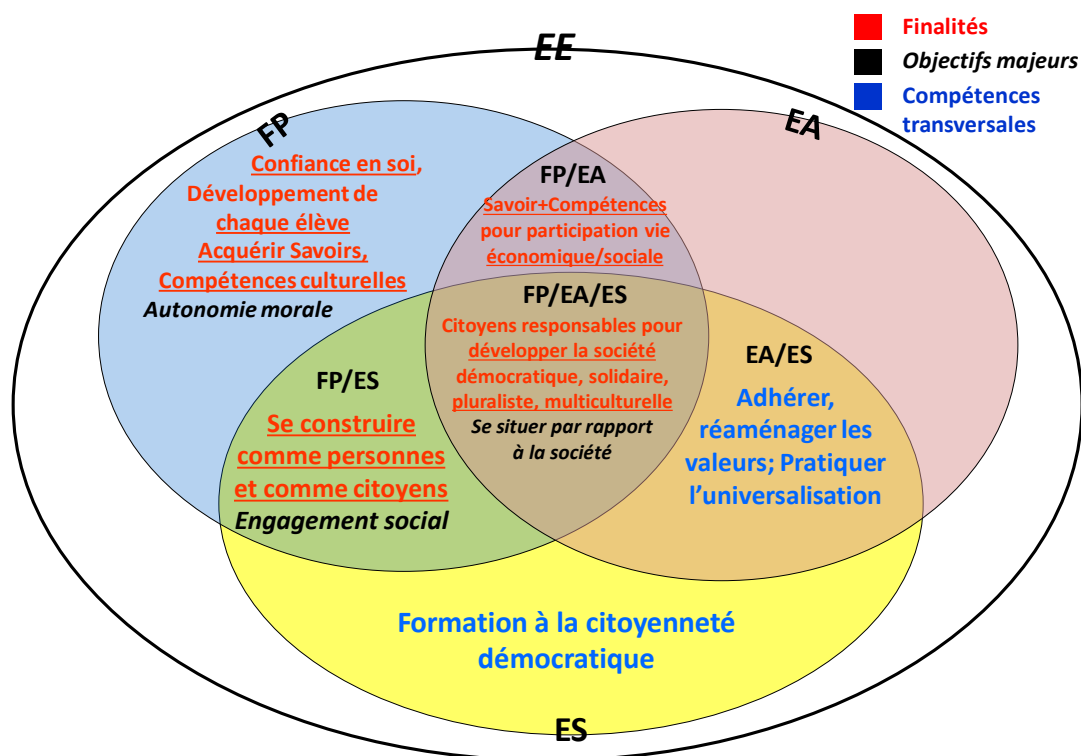 EE
Finalités
Objectifs majeurs
Compétences
transversales
FP
EA
Confiance en soi,
Développement de
chaque élève
Acquérir Savoirs,
Compétences culturelles
Autonomie morale
FP/EA
Savoir+Compétences
pour participation vie
économique/sociale
FP/EA/ES
Citoyens responsables pour
développer la société
démocratique, solidaire,
pluraliste, multiculturelle
Se situer par rapport
à la société
FP/ES
Se construire
comme personnes
et comme citoyens
Engagement social
EA/ES
Adhérer,
réaménager les
valeurs; Pratiquer
l’universalisation
Formation à la citoyenneté
démocratique
ES